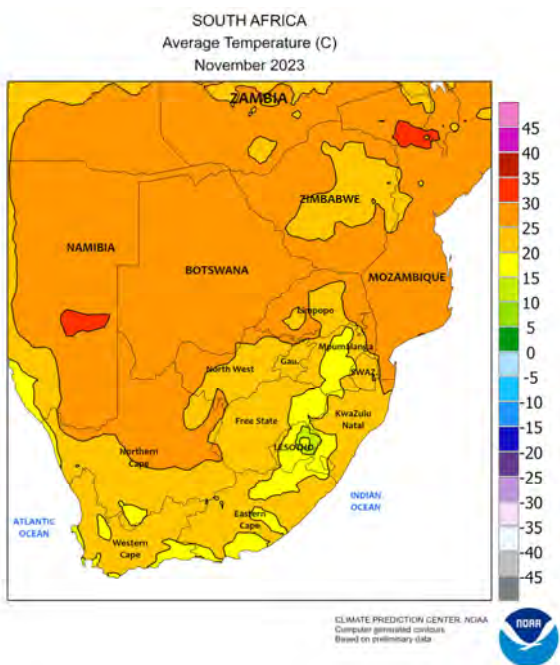 SOUTH AFRICA
Average Temperature (C)
November 2023
ZAMBIA
ZIMBABWE
NAMIBIA
BOTSWANA
MOZAMBIQUE
Limpopo
Mpumalanga
North West
Gau.
SWAZ.
Free State
KwaZulu
Natal
LESOTHO
Northern
Cape
Eastern
Cape
Western
Cape
ATLANTIC
OCEAN
INDIAN
OCEAN
45
40
35
30
25
20
15
10
5
0
-5
-10
-15
-20
-25
-30
-35
-40
-45
CLIMATE PREDICTION CENTER, NOAA
Computer generated contours
Based on preliminary data
NOAA